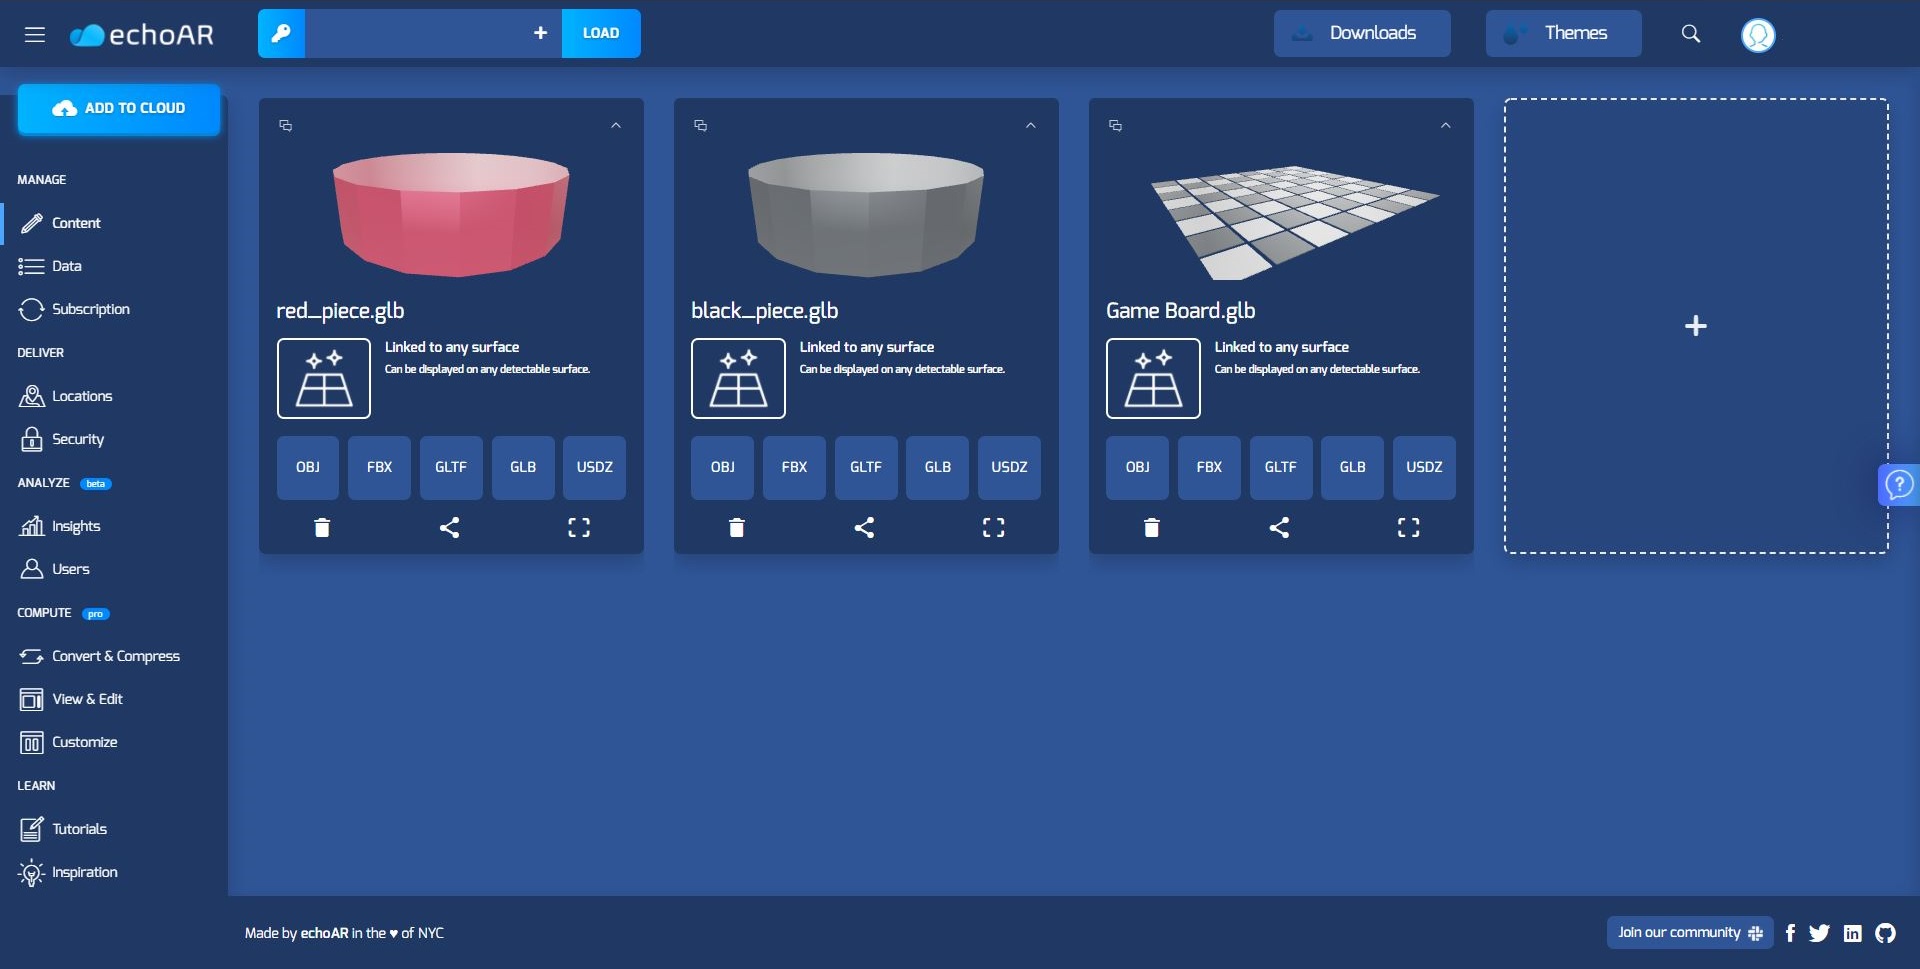 echoAR
LOAD
Downloads
Themes
ADD TO CLOUD
MANAGE
Content
Data
Subscription
DELIVER
Locations
Security
ANALYZE beta
Insights
Users
COMPUTE pro
Convert & Compress
View & Edit
Customize
LEARN
Tutorials
Inspiration
red_piece.glb
Linked to any surface
Can be displayed on any detectable surface.
OBJ FBX GLTF GLB USDZ
black_piece.glb
Linked to any surface
Can be displayed on any detectable surface.
OBJ FBX GLTF GLB USDZ
Game Board.glb
Linked to any surface
Can be displayed on any detectable surface.
OBJ FBX GLTF GLB USDZ
Made by echoAR in the ♥ of NYC
Join our community